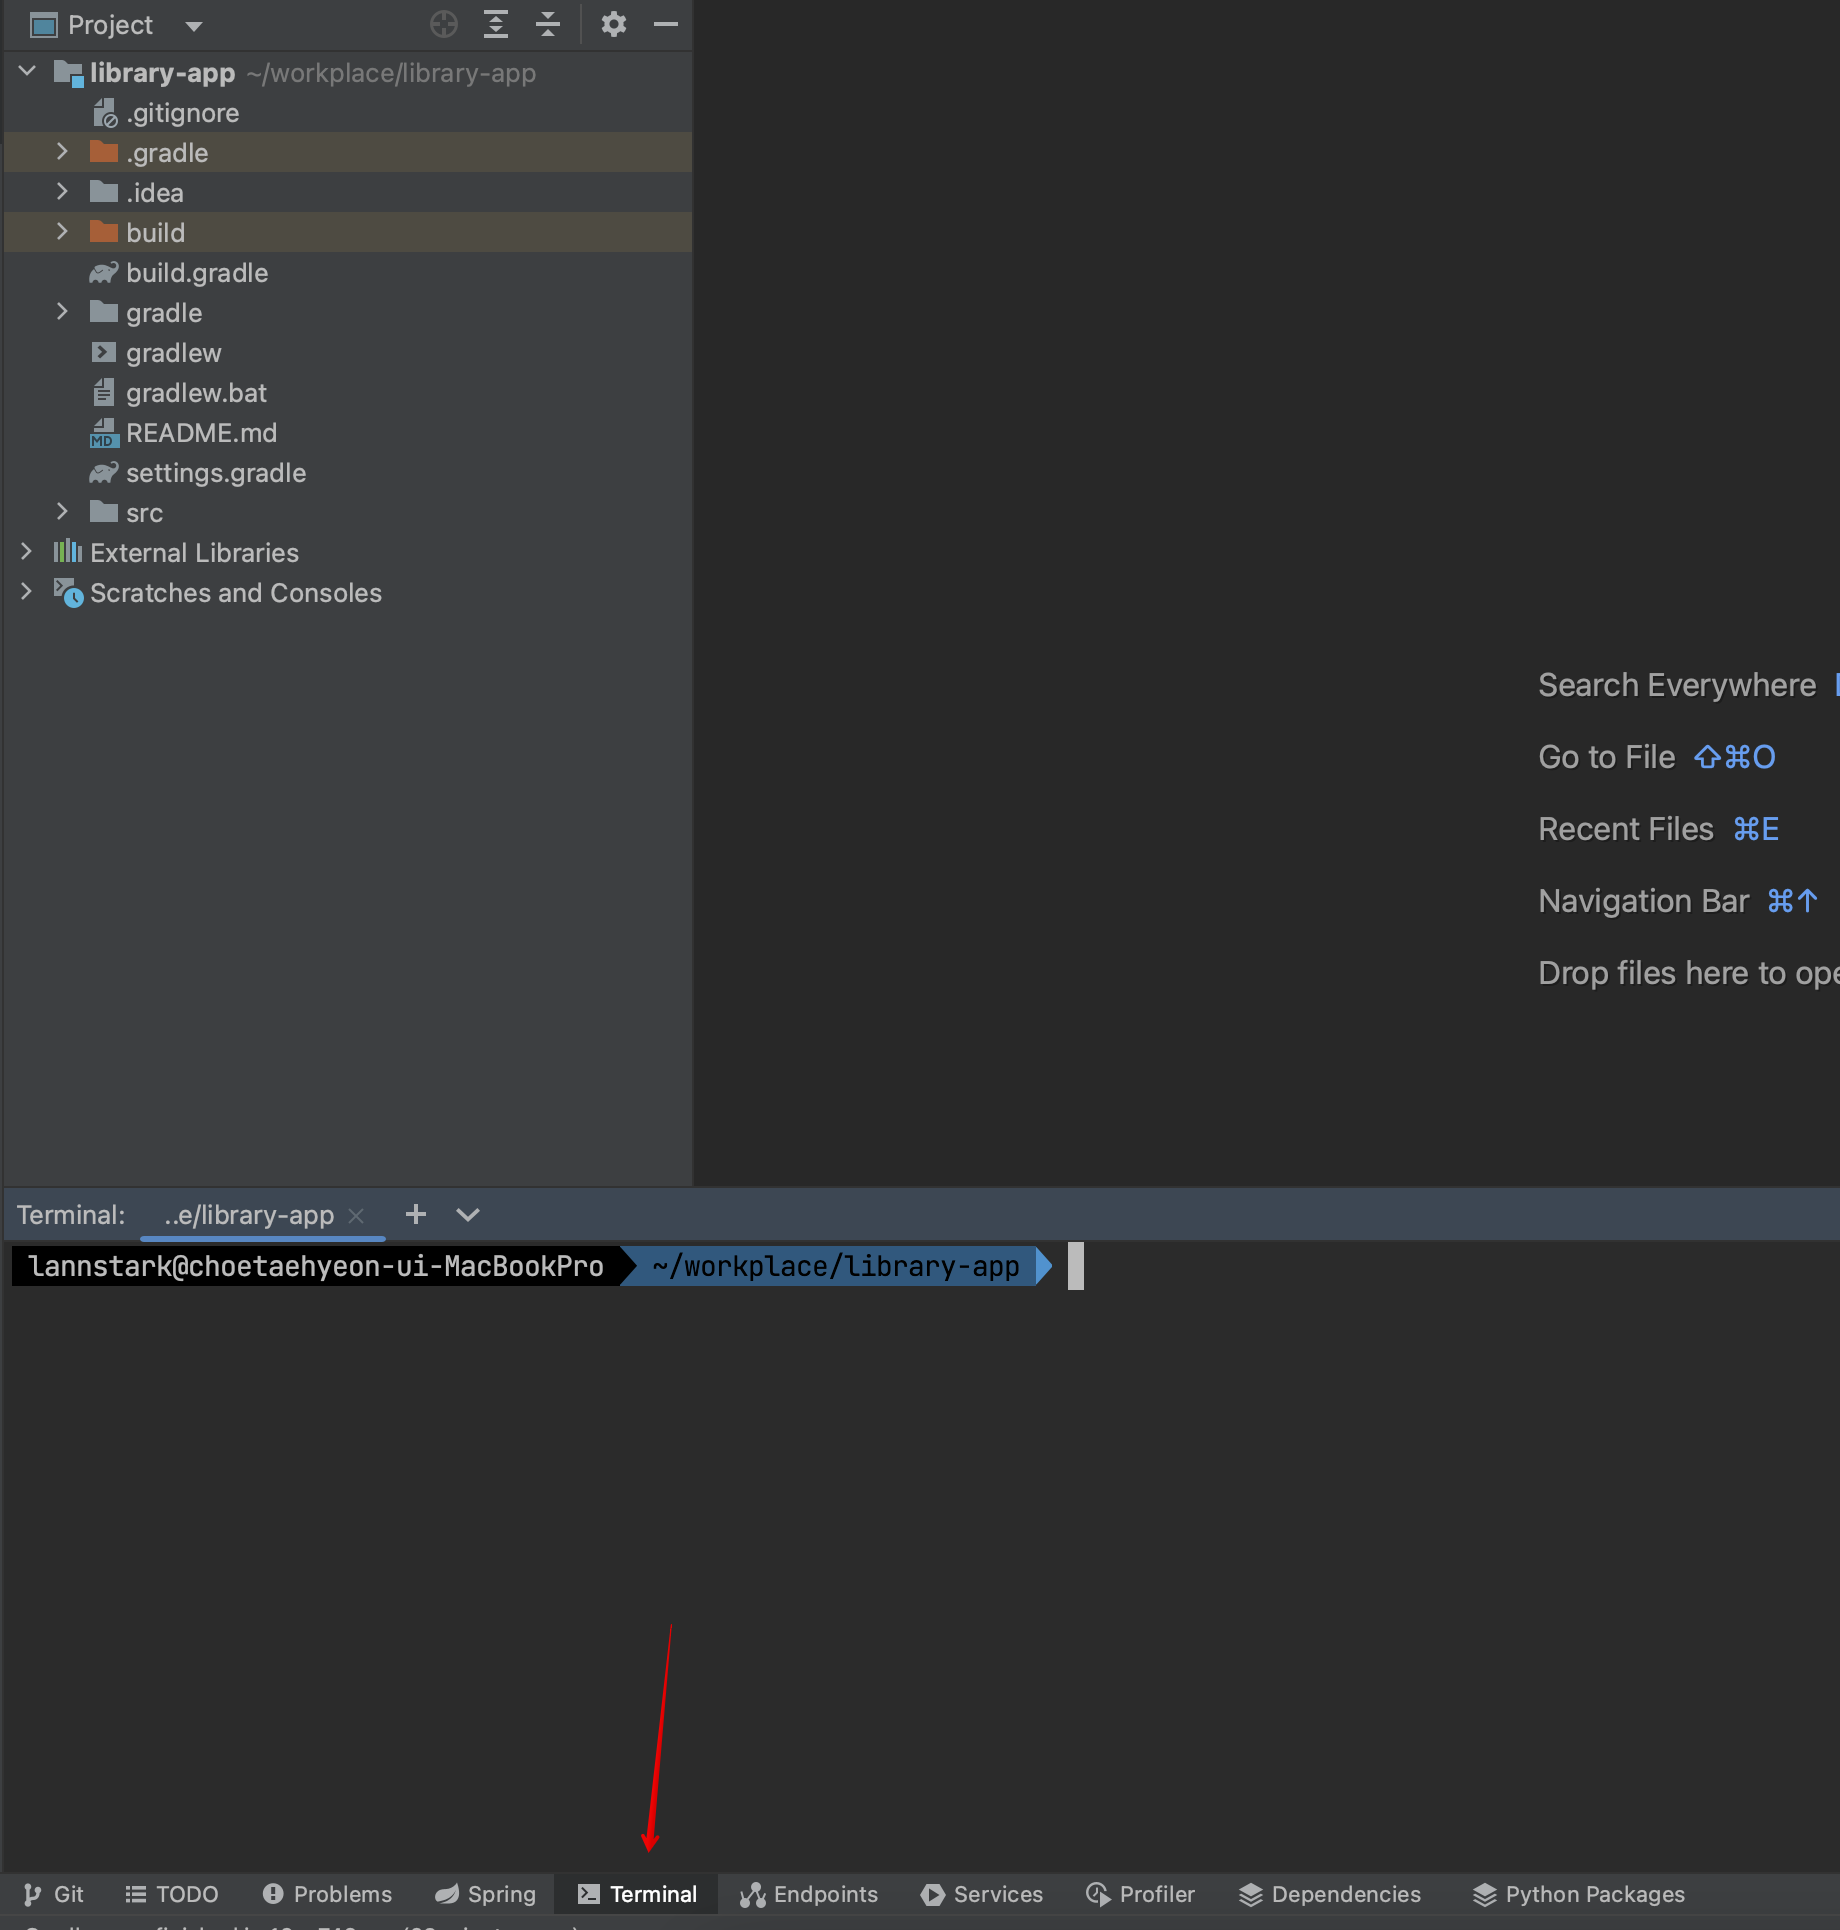 Project
library-app ~/workplace/library-app
.gitignore
.gradle
.idea
build
build.gradle
gradle
gradlew
gradlew.bat
MD README.md
settings.gradle
src
External Libraries
Scratches and Consoles
Search Everywhere
Go to File ⇧⌘O
Recent Files ⌘E
Navigation Bar ⌘↑
Drop files here to ope
Terminal: ..e/library-app × +
lannstark@choetaehyeon-ui-MacBookPro ~/workplace/library-app
Git TODO Problems Spring Terminal Endpoints Services Profiler Dependencies Python Packages